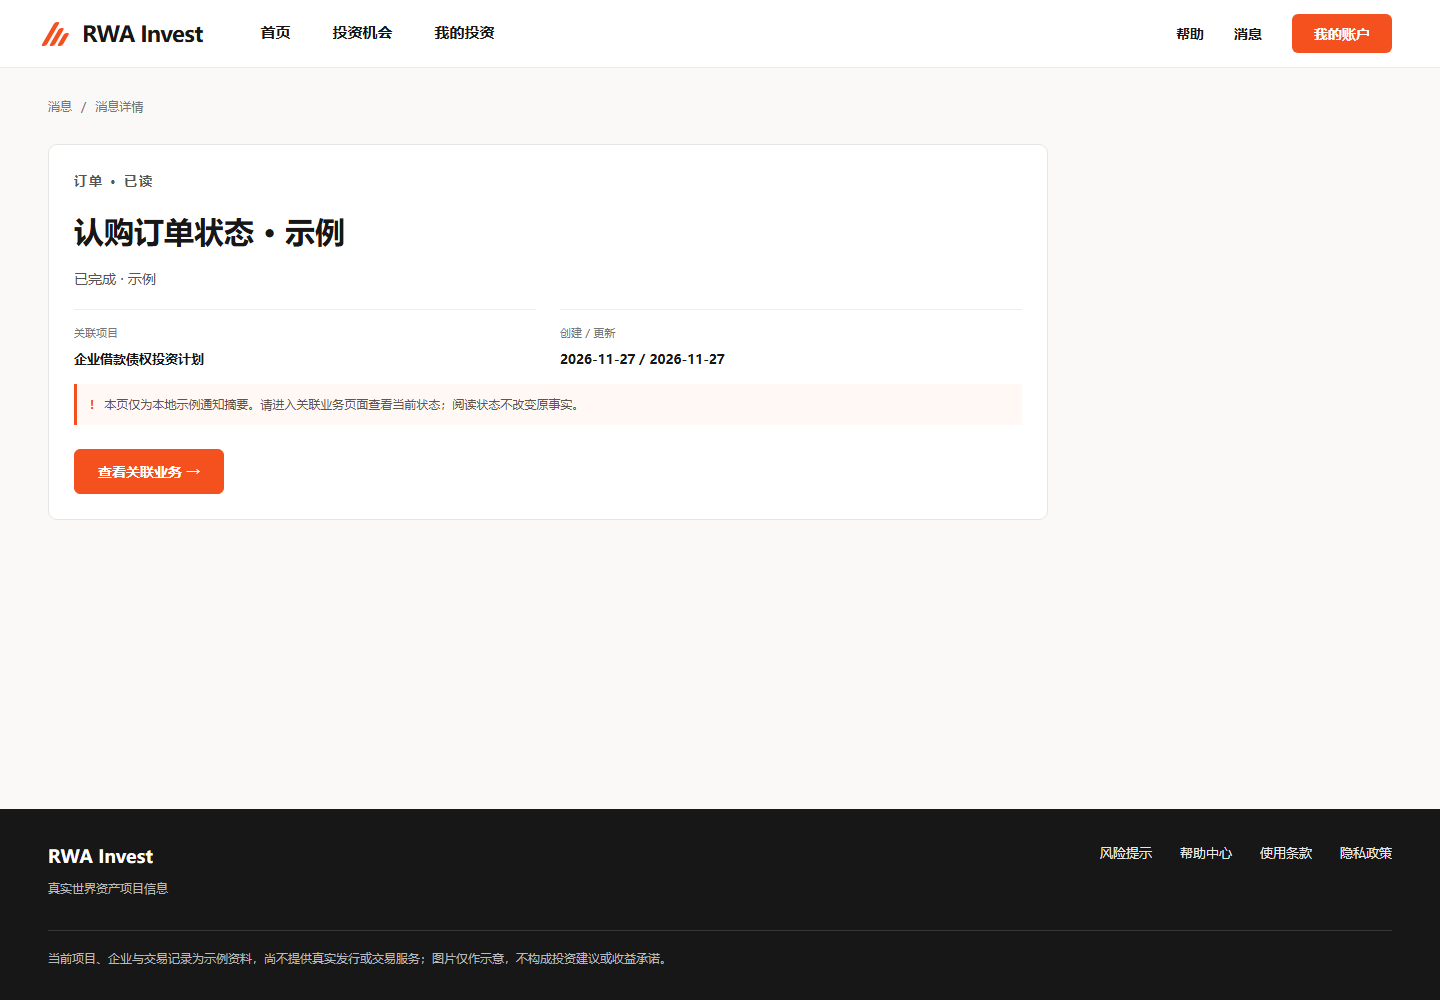 RWA Invest 首页 投资机会 我的投资 帮助 消息 我的账户
消息 / 消息详情
订单 • 已读
认购订单状态 • 示例
已完成 · 示例
关联项目
企业借款债权投资计划
创建 / 更新
2026-11-27 / 2026-11-27
! 本页仅为本地示例通知摘要。请进入关联业务页面查看当前状态；阅读状态不改变原事实。
查看关联业务 →
RWA Invest
真实世界资产项目信息
风险提示 帮助中心 使用条款 隐私政策
当前项目、企业与交易记录为示例资料，尚不提供真实发行或交易服务；图片仅作示意，不构成投资建议或收益承诺。